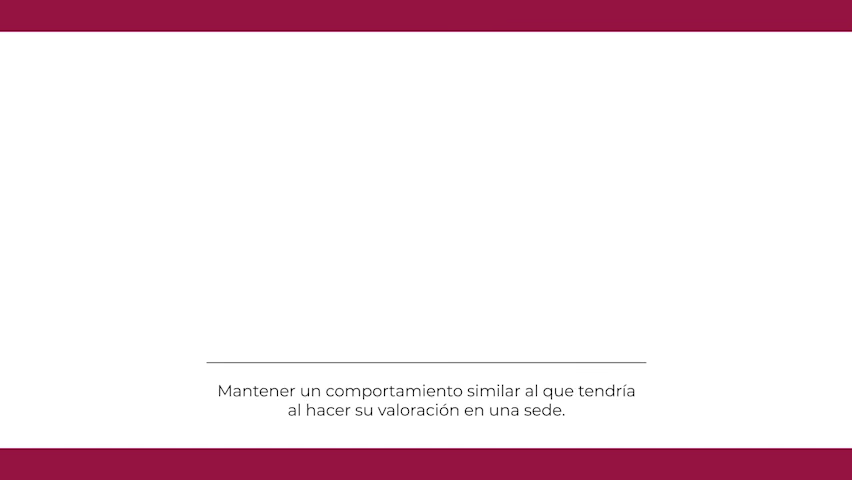 Mantener un comportamiento similar al que tendría
al hacer su valoración en una sede.